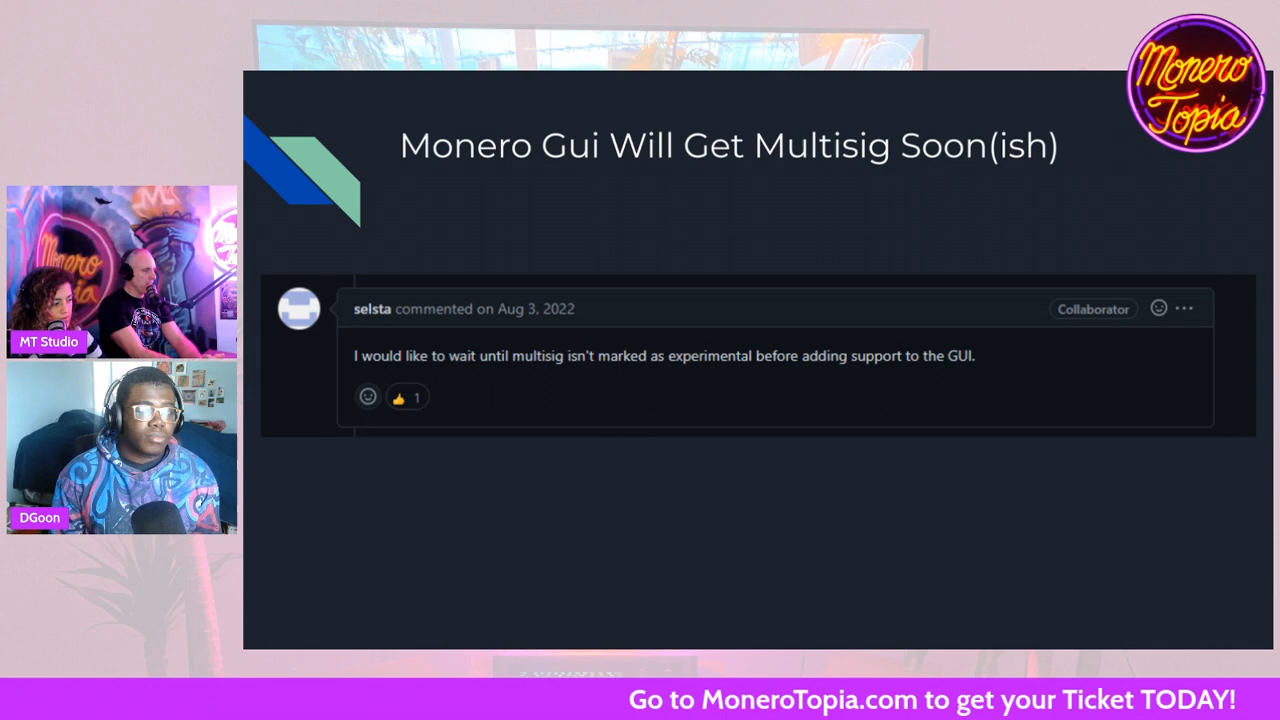 Monero
Topia
Monero Gui Will Get Multisig Soon(ish)
selsta commented on Aug 3, 2022
Collaborator
I would like to wait until multisig isn't marked as experimental before adding support to the GUI.
1
Monero
topia
MT Studio
DGoon
Go to MoneroTopia.com to get your Ticket TODAY!